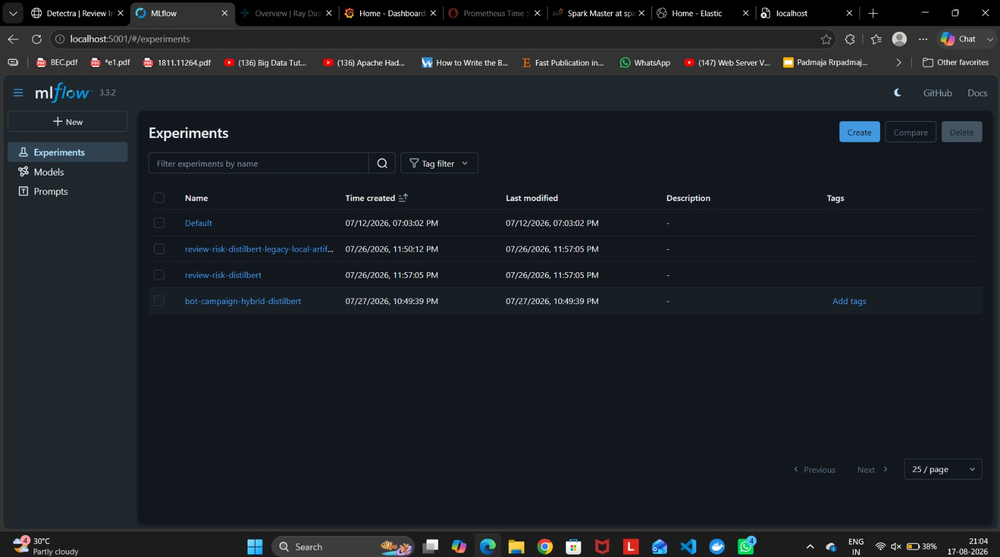 Detectra | Review In
MLflow
Overview | Ray Das
Home - Dashboards
Prometheus Time S
Spark Master at spa
Home - Elastic
localhost
localhost:5001/#/experiments
Chat
BEC.pdf
*e1.pdf
1811.11264.pdf
(136) Big Data Tut...
(136) Apache Had...
How to Write the B...
Fast Publication in...
WhatsApp
(147) Web Server V...
Padmaja Rrpadmaj...
Other favorites
mlflow 3.3.2
GitHub
Docs
New
Experiments
Models
Prompts
Experiments
Create
Compare
Delete
Filter experiments by name
Tag filter
Name Time created Last modified Description Tags
Default 07/12/2026, 07:03:02 PM 07/12/2026, 07:03:02 PM -
review-risk-distilbert-legacy-local-artif... 07/26/2026, 11:50:12 PM 07/26/2026, 11:57:05 PM -
review-risk-distilbert 07/26/2026, 11:57:05 PM 07/26/2026, 11:57:05 PM -
bot-campaign-hybrid-distilbert 07/27/2026, 10:49:39 PM 07/27/2026, 10:49:39 PM - Add tags
Previous
Next
25 / page
4
30°C
Partly cloudy
Search
L
4
ENG
IN
38%
21:04
17-08-2026